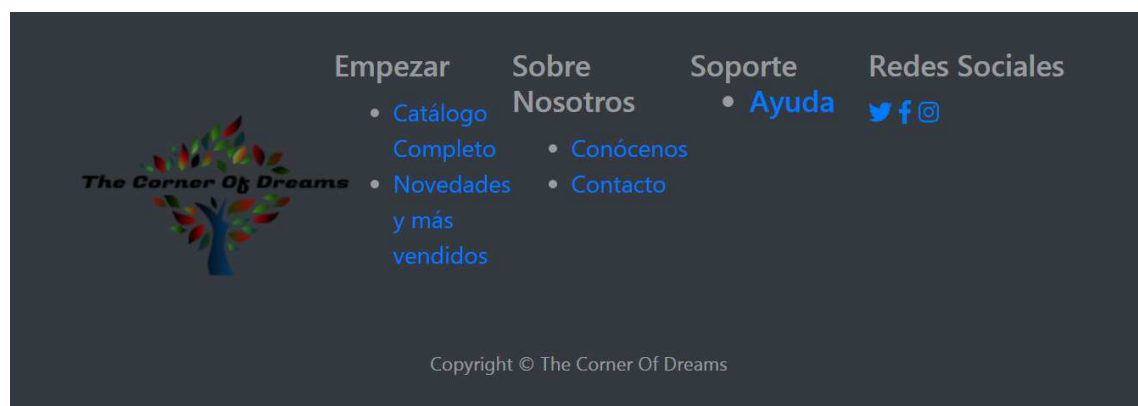 The Corner Of Dreams
Empezar
Catálogo
Completo
Novedades
y más
vendidos
Sobre
Nosotros
Conócenos
Contacto
Soporte
Ayuda
Redes Sociales
Copyright © The Corner Of Dreams